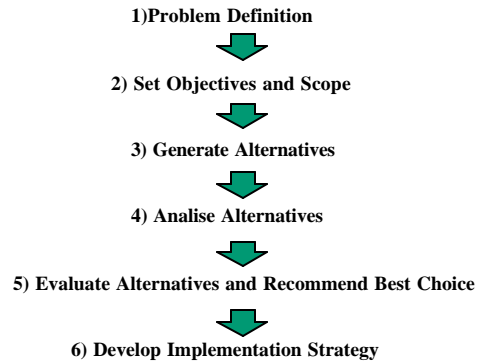 1)Problem Definition
2) Set Objectives and Scope
3) Generate Alternatives
4) Analise Alternatives
5) Evaluate Alternatives and Recommend Best Choice
6) Develop Implementation Strategy